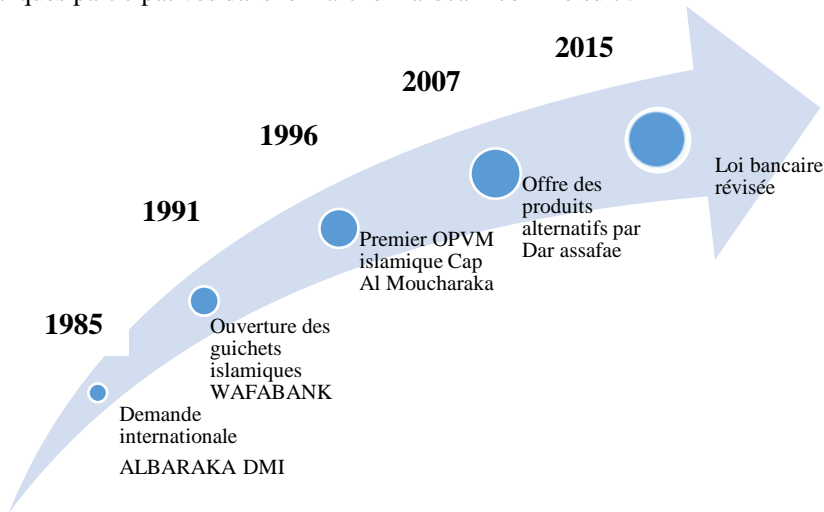 1985
Demande
internationale
ALBARAKA DMI
1991
Ouverture des
guichets
islamiques
WAFABANK
1996
Premier OPVM
islamique Cap
Al Moucharaka
2007
Offre des
produits
alternatifs par
Dar assafae
2015
Loi bancaire
révisée